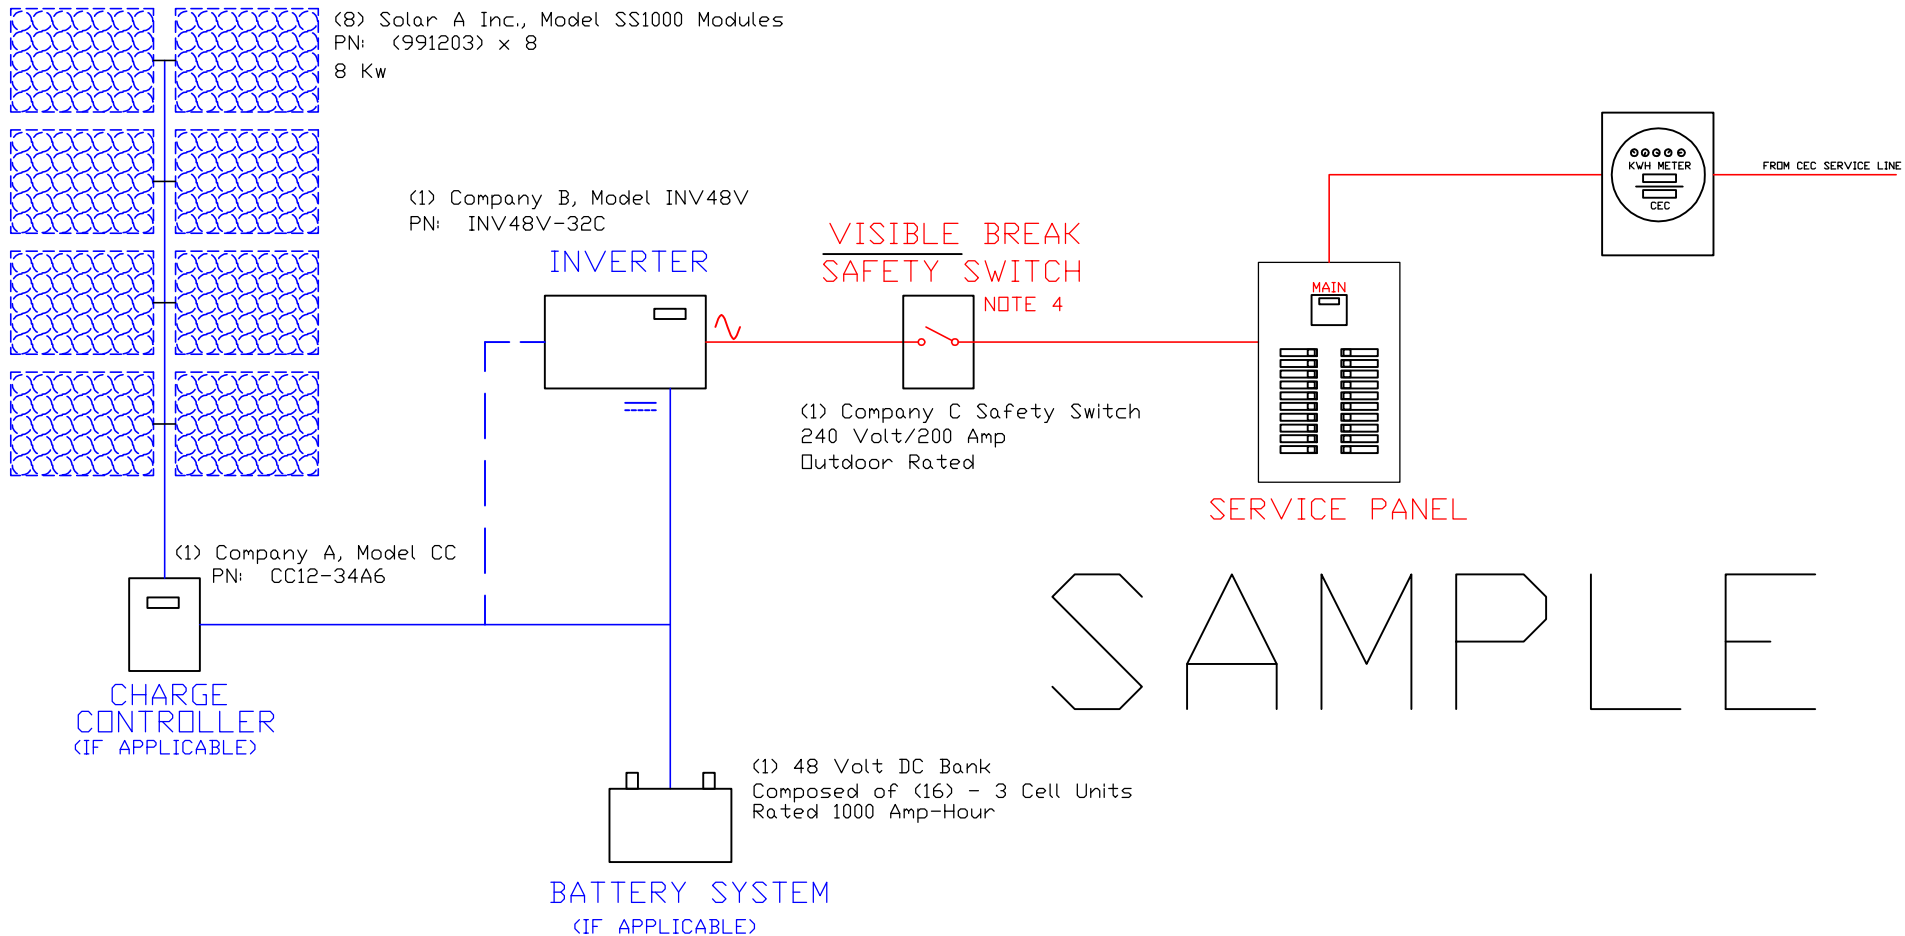 (8) Solar A Inc., Model SS1000 Modules
PN: (991203) x 8
8 Kw
(1) Company B, Model INV48V
PN: INV48V-32C
INVERTER
VISIBLE BREAK
SAFETY SWITCH
NOTE 4
(1) Company C Safety Switch
240 Volt/200 Amp
Outdoor Rated
MAIN
SERVICE PANEL
KWH METER
CEC
FROM CEC SERVICE LINE
(1) Company A, Model CC
PN: CC12-34A6
CHARGE
CONTROLLER
(IF APPLICABLE)
SAMPLE
(1) 48 Volt DC Bank
Composed of (16) - 3 Cell Units
Rated 1000 Amp-Hour
BATTERY SYSTEM
(IF APPLICABLE)